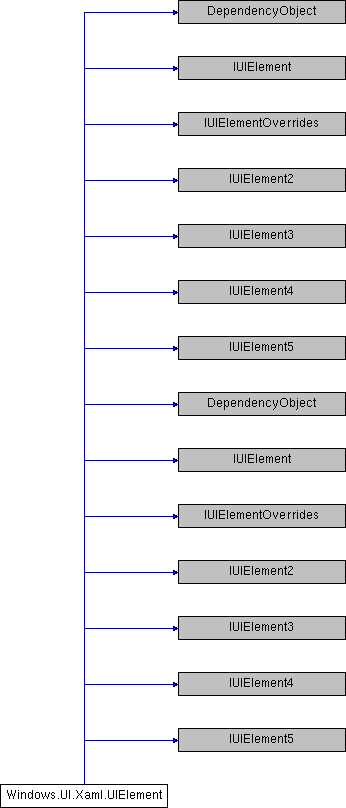 DependencyObject
IUIElement
IUIElementOverrides
IUIElement2
IUIElement3
IUIElement4
IUIElement5
DependencyObject
IUIElement
IUIElementOverrides
IUIElement2
IUIElement3
IUIElement4
IUIElement5
Windows.UI.Xaml.UIElement